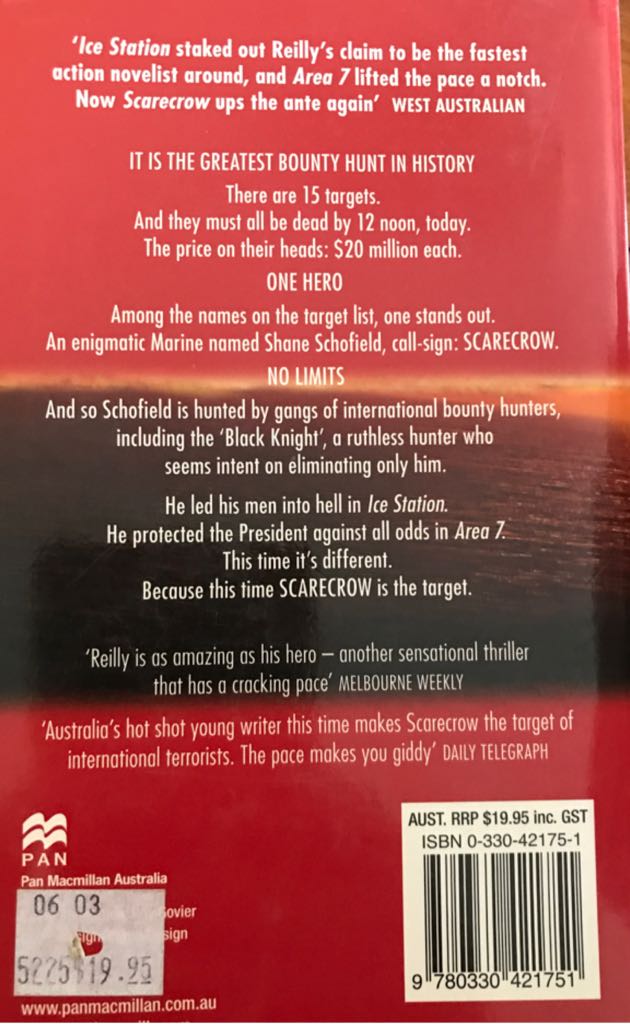 'Ice Station staked out Reilly's claim to be the fastest
action novelist around, and Area 7 lifted the pace a notch.
Now Scarecrow ups the ante again' WEST AUSTRALIAN
IT IS THE GREATEST BOUNTY HUNT IN HISTORY
There are 15 targets.
And they must all be dead by 12 noon, today.
The price on their heads: $20 million each.
ONE HERO
Among the names on the target list, one stands out.
An enigmatic Marine named Shane Schofield, call-sign: SCARECROW.
NO LIMITS
And so Schofield is hunted by gangs of international bounty hunters,
including the 'Black Knight', a ruthless hunter who
seems intent on eliminating only him.
He led his men into hell in Ice Station.
He protected the President against all odds in Area 7.
This time it's different.
Because this time SCARECROW is the target.
'Reilly is as amazing as his hero – another sensational thriller
that has a cracking pace' MELBOURNE WEEKLY
'Australia's hot shot young writer this time makes Scarecrow the target of
international terrorists. The pace makes you giddy' DAILY TELEGRAPH
PAN
Pan Macmillan Australia
06 03
5225 $19.95
www.panmacmillan.com.au
AUST. RRP $19.95 inc. GST
ISBN 0-330-42175-1
9 780330 421751